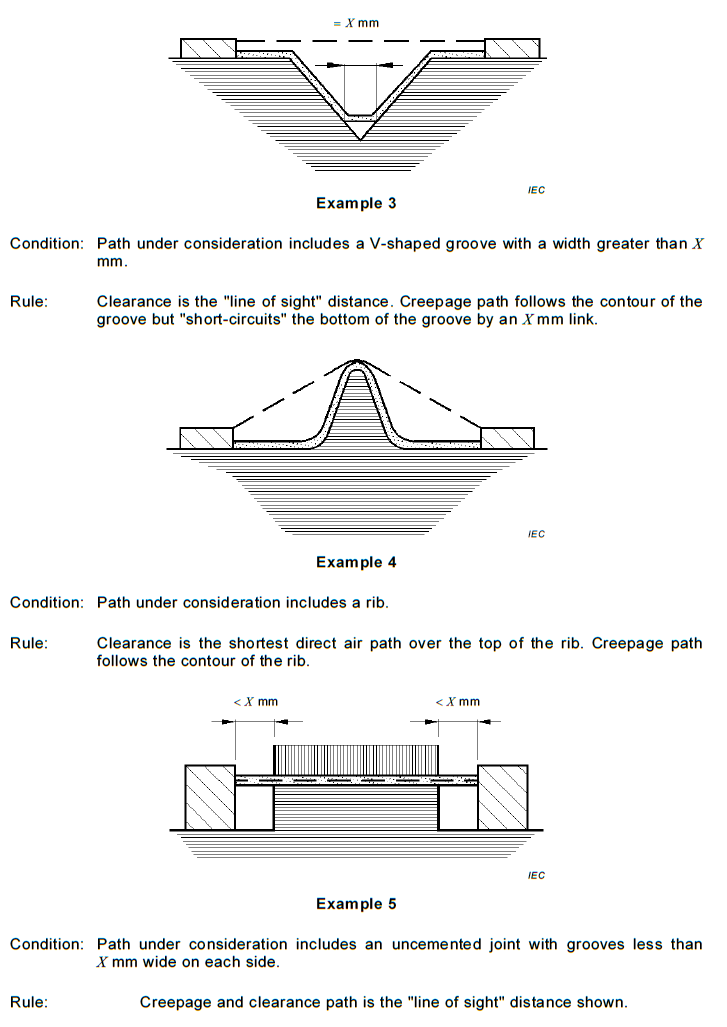 = X mm
IEC
Example 3
Condition: Path under consideration includes a V-shaped groove with a width greater than X
mm.
Rule: Clearance is the "line of sight" distance. Creepage path follows the contour of the
groove but "short-circuits" the bottom of the groove by an X mm link.
IEC
Example 4
Condition: Path under consideration includes a rib.
Rule: Clearance is the shortest direct air path over the top of the rib. Creepage path
follows the contour of the rib.
< X mm < X mm
IEC
Example 5
Condition: Path under consideration includes an uncemented joint with grooves less than
X mm wide on each side.
Rule: Creepage and clearance path is the "line of sight" distance shown.